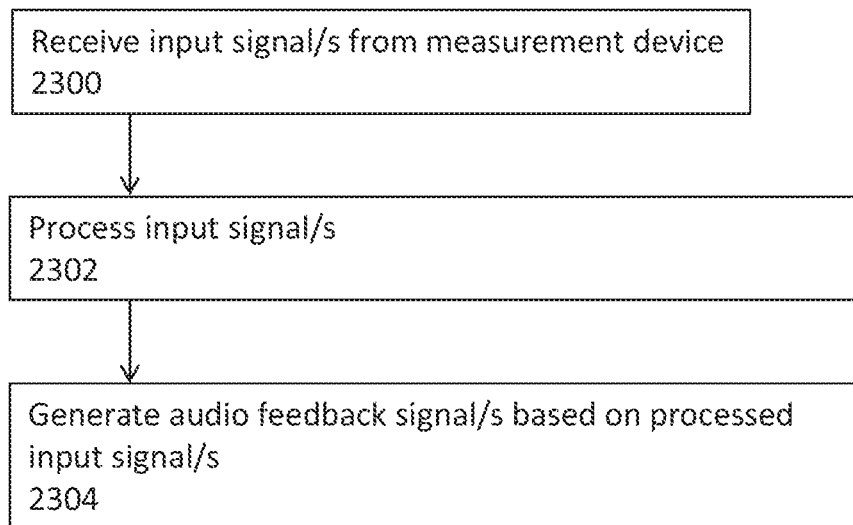 Receive input signal/s from measurement device
2300
Process input signal/s
2302
Generate audio feedback signal/s based on processed
input signal/s
2304